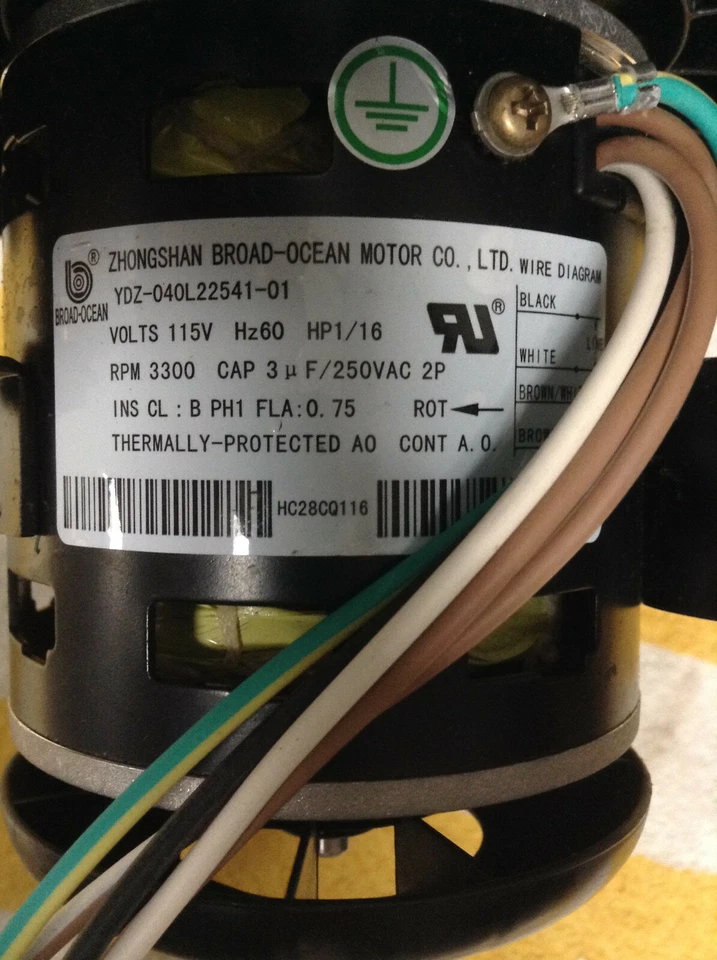 ZHONGSHAN BROAD-OCEAN MOTOR CO., LTD.
BROAD-OCEAN
YDZ-040L22541-01
VOLTS 115V Hz60 HP1/16
RPM 3300 CAP 3μF/250VAC 2P
INS CL : B PH1 FLA:0.75 ROT
THERMALLY-PROTECTED AO CONT A.O.
HC28CQ116
WIRE DIAGRAM
BLACK
WHITE